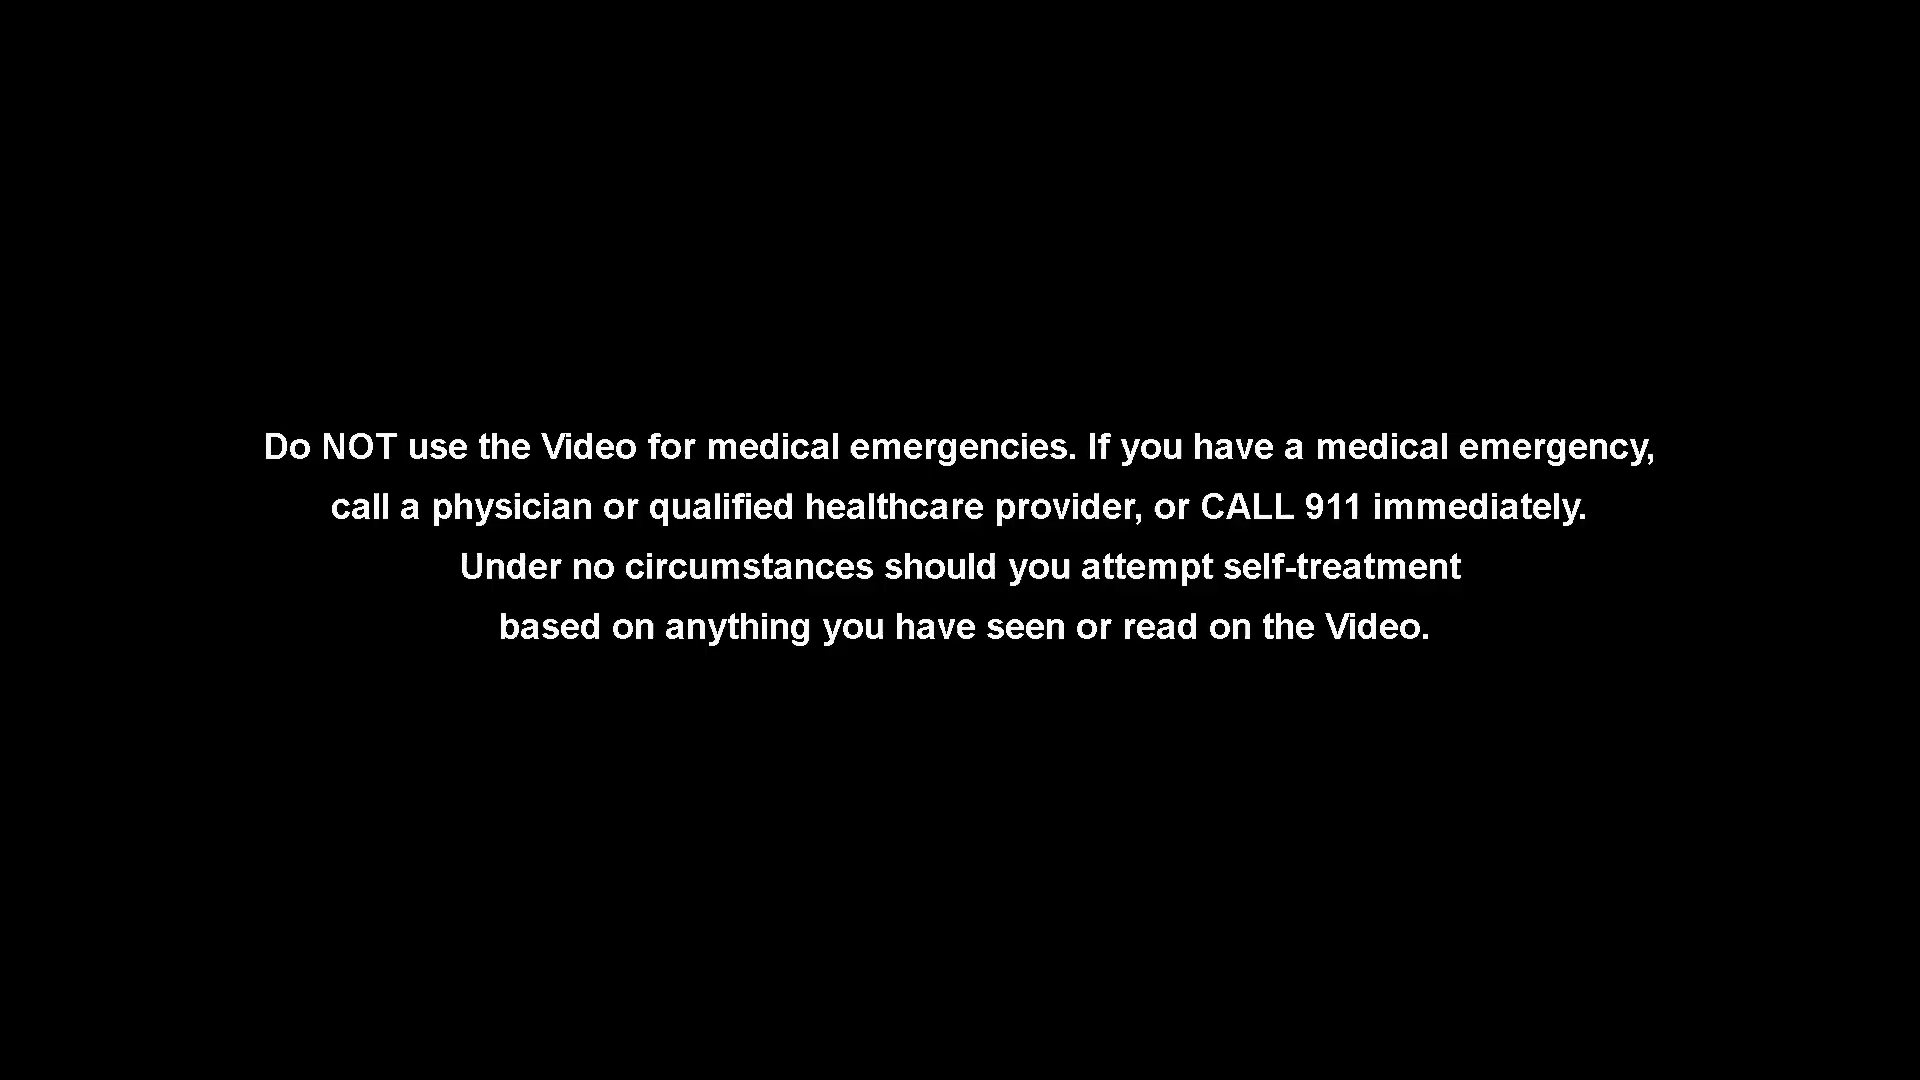 Do NOT use the Video for medical emergencies. If you have a medical emergency,
call a physician or qualified healthcare provider, or CALL 911 immediately.
Under no circumstances should you attempt self-treatment
based on anything you have seen or read on the Video.